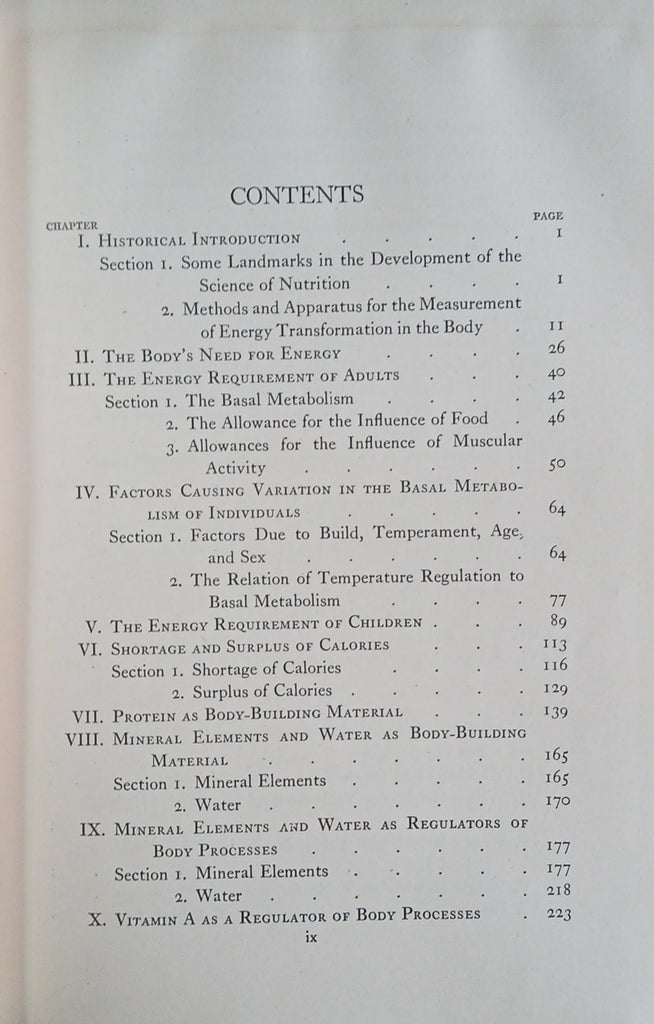 CONTENTS
CHAPTER PAGE
I. HISTORICAL INTRODUCTION . . . . . 1
Section 1. Some Landmarks in the Development of the
Science of Nutrition . . . . 1
2. Methods and Apparatus for the Measurement
of Energy Transformation in the Body . 11
II. THE BODY'S NEED FOR ENERGY . . . . 26
III. THE ENERGY REQUIREMENT OF ADULTS . . . 40
Section 1. The Basal Metabolism . . . . 42
2. The Allowance for the Influence of Food . 46
3. Allowances for the Influence of Muscular
Activity . . . . . . 50
IV. FACTORS CAUSING VARIATION IN THE BASAL METABO-
LISM OF INDIVIDUALS . . . . . 64
Section 1. Factors Due to Build, Temperament, Age,
and Sex . . . . . . 64
2. The Relation of Temperature Regulation to
Basal Metabolism . . . . 77
V. THE ENERGY REQUIREMENT OF CHILDREN . . . 89
VI. SHORTAGE AND SURPLUS OF CALORIES . . . 113
Section 1. Shortage of Calories . . . . 116
2. Surplus of Calories . . . . . 129
VII. PROTEIN AS BODY-BUILDING MATERIAL . . . 139
VIII. MINERAL ELEMENTS AND WATER AS BODY-BUILDING
MATERIAL . . . . . . . 165
Section 1. Mineral Elements . . . . . 165
2. Water . . . . . . . 170
IX. MINERAL ELEMENTS AND WATER AS REGULATORS OF
BODY PROCESSES . . . . . . 177
Section 1. Mineral Elements . . . . . 177
2. Water . . . . . . . 218
X. VITAMIN A AS A REGULATOR OF BODY PROCESSES . 223
ix